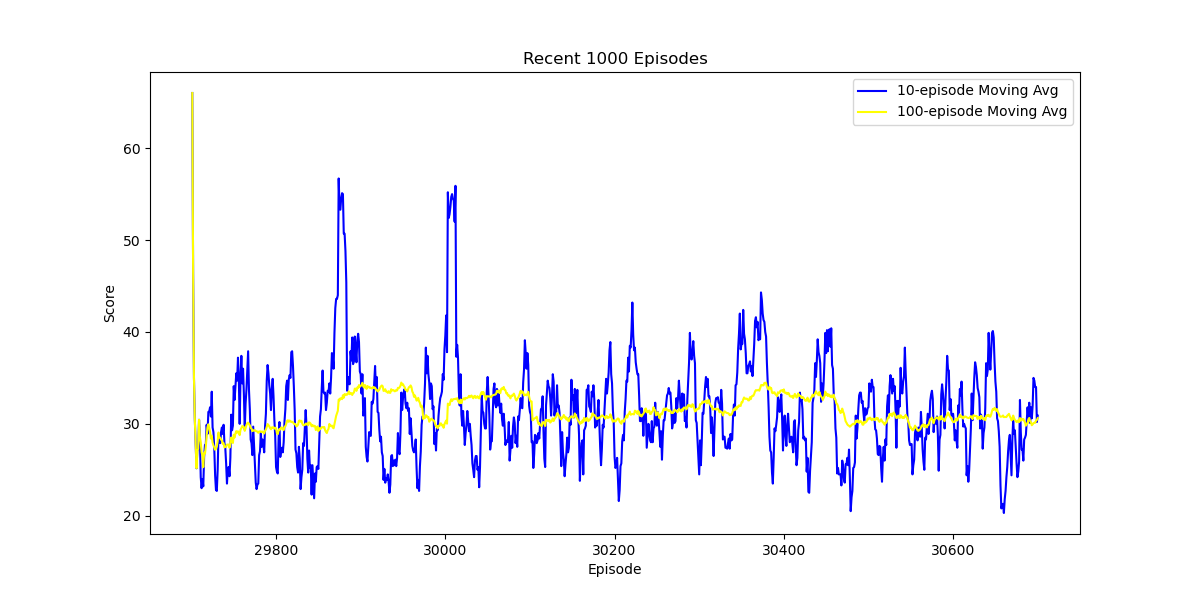 Recent 1000 Episodes
10-episode Moving Avg
100-episode Moving Avg
60
50
40
30
20
Score
29800
30000
30200
30400
30600
Episode